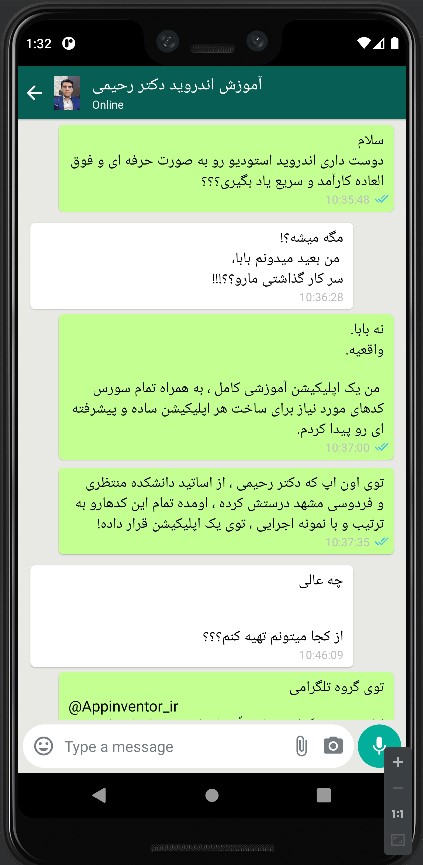 1:32
آموزش اندروید دکتر رحیمی
Online
سلام
دوست داری اندروید استودیو رو به صورت حرفه ای و فوق
العاده کارآمد و سریع یاد بگیری؟؟؟
10:35:48
مگه میشه؟!
من بعید میدونم بابا،
سر کار گذاشتی مارو؟؟!!!
10:36:28
نه بابا.
واقعیه.
من یک اپلیکیشن آموزشی کامل ، به همراه تمام سورس
کدهای مورد نیاز برای ساخت هر اپلیکیشن ساده و پیشرفته
ای رو پیدا کردم.
10:37:00
توی اون اپ که دکتر رحیمی ، از اساتید دانشکده منتظری
و فردوسی مشهد درستش کرده ، اومده تمام این کدهارو به
ترتیب و با نمونه اجرایی ، توی یک اپلیکیشن قرار داده!
10:37:35
چه عالی
از کجا میتونم تهیه کنم؟؟؟
10:46:09
توی گروه تلگرامی
@Appinventor_ir
Type a message
1:1